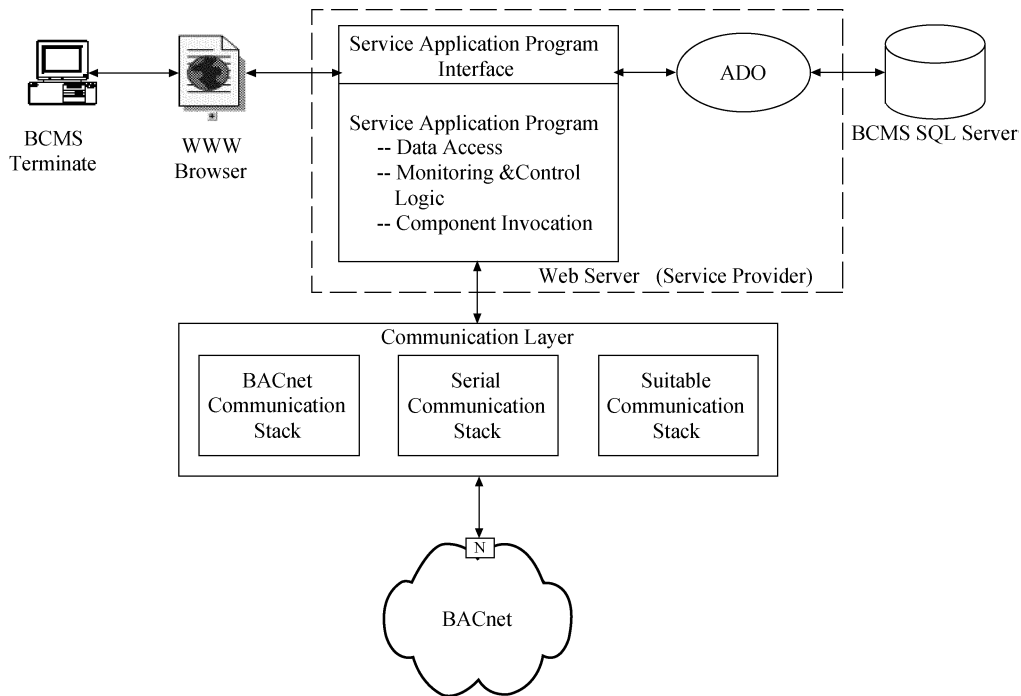 BCMS
Terminate
WWW
Browser
Service Application Program
Interface
Service Application Program
-- Data Access
-- Monitoring &Control
Logic
-- Component Invocation
ADO
BCMS SQL Server
Web Server (Service Provider)
Communication Layer
BACnet
Communication
Stack
Serial
Communication
Stack
Suitable
Communication
Stack
N
BACnet